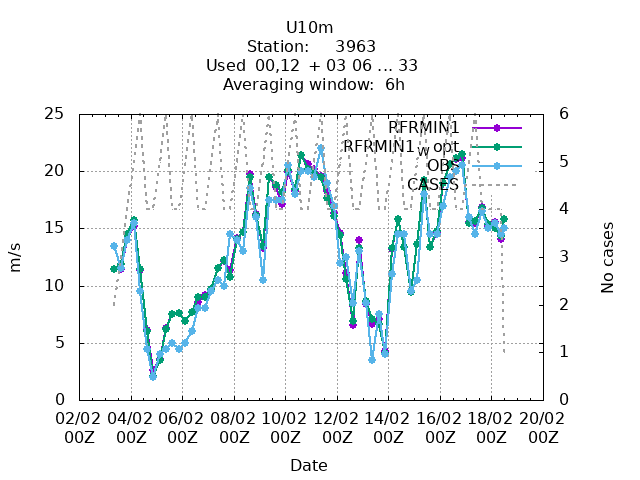 U10m
Station: 3963
Used 00,12 + 03 06 ... 33
Averaging window: 6h
m/s
No cases
25
20
15
10
5
0
6
5
4
3
2
1
0
RFRMIN1
RFRMIN1_w_opt
OBS
CASES
02/02 04/02 06/02 08/02 10/02 12/02 14/02 16/02 18/02 20/02
00Z 00Z 00Z 00Z 00Z 00Z 00Z 00Z 00Z 00Z
Date